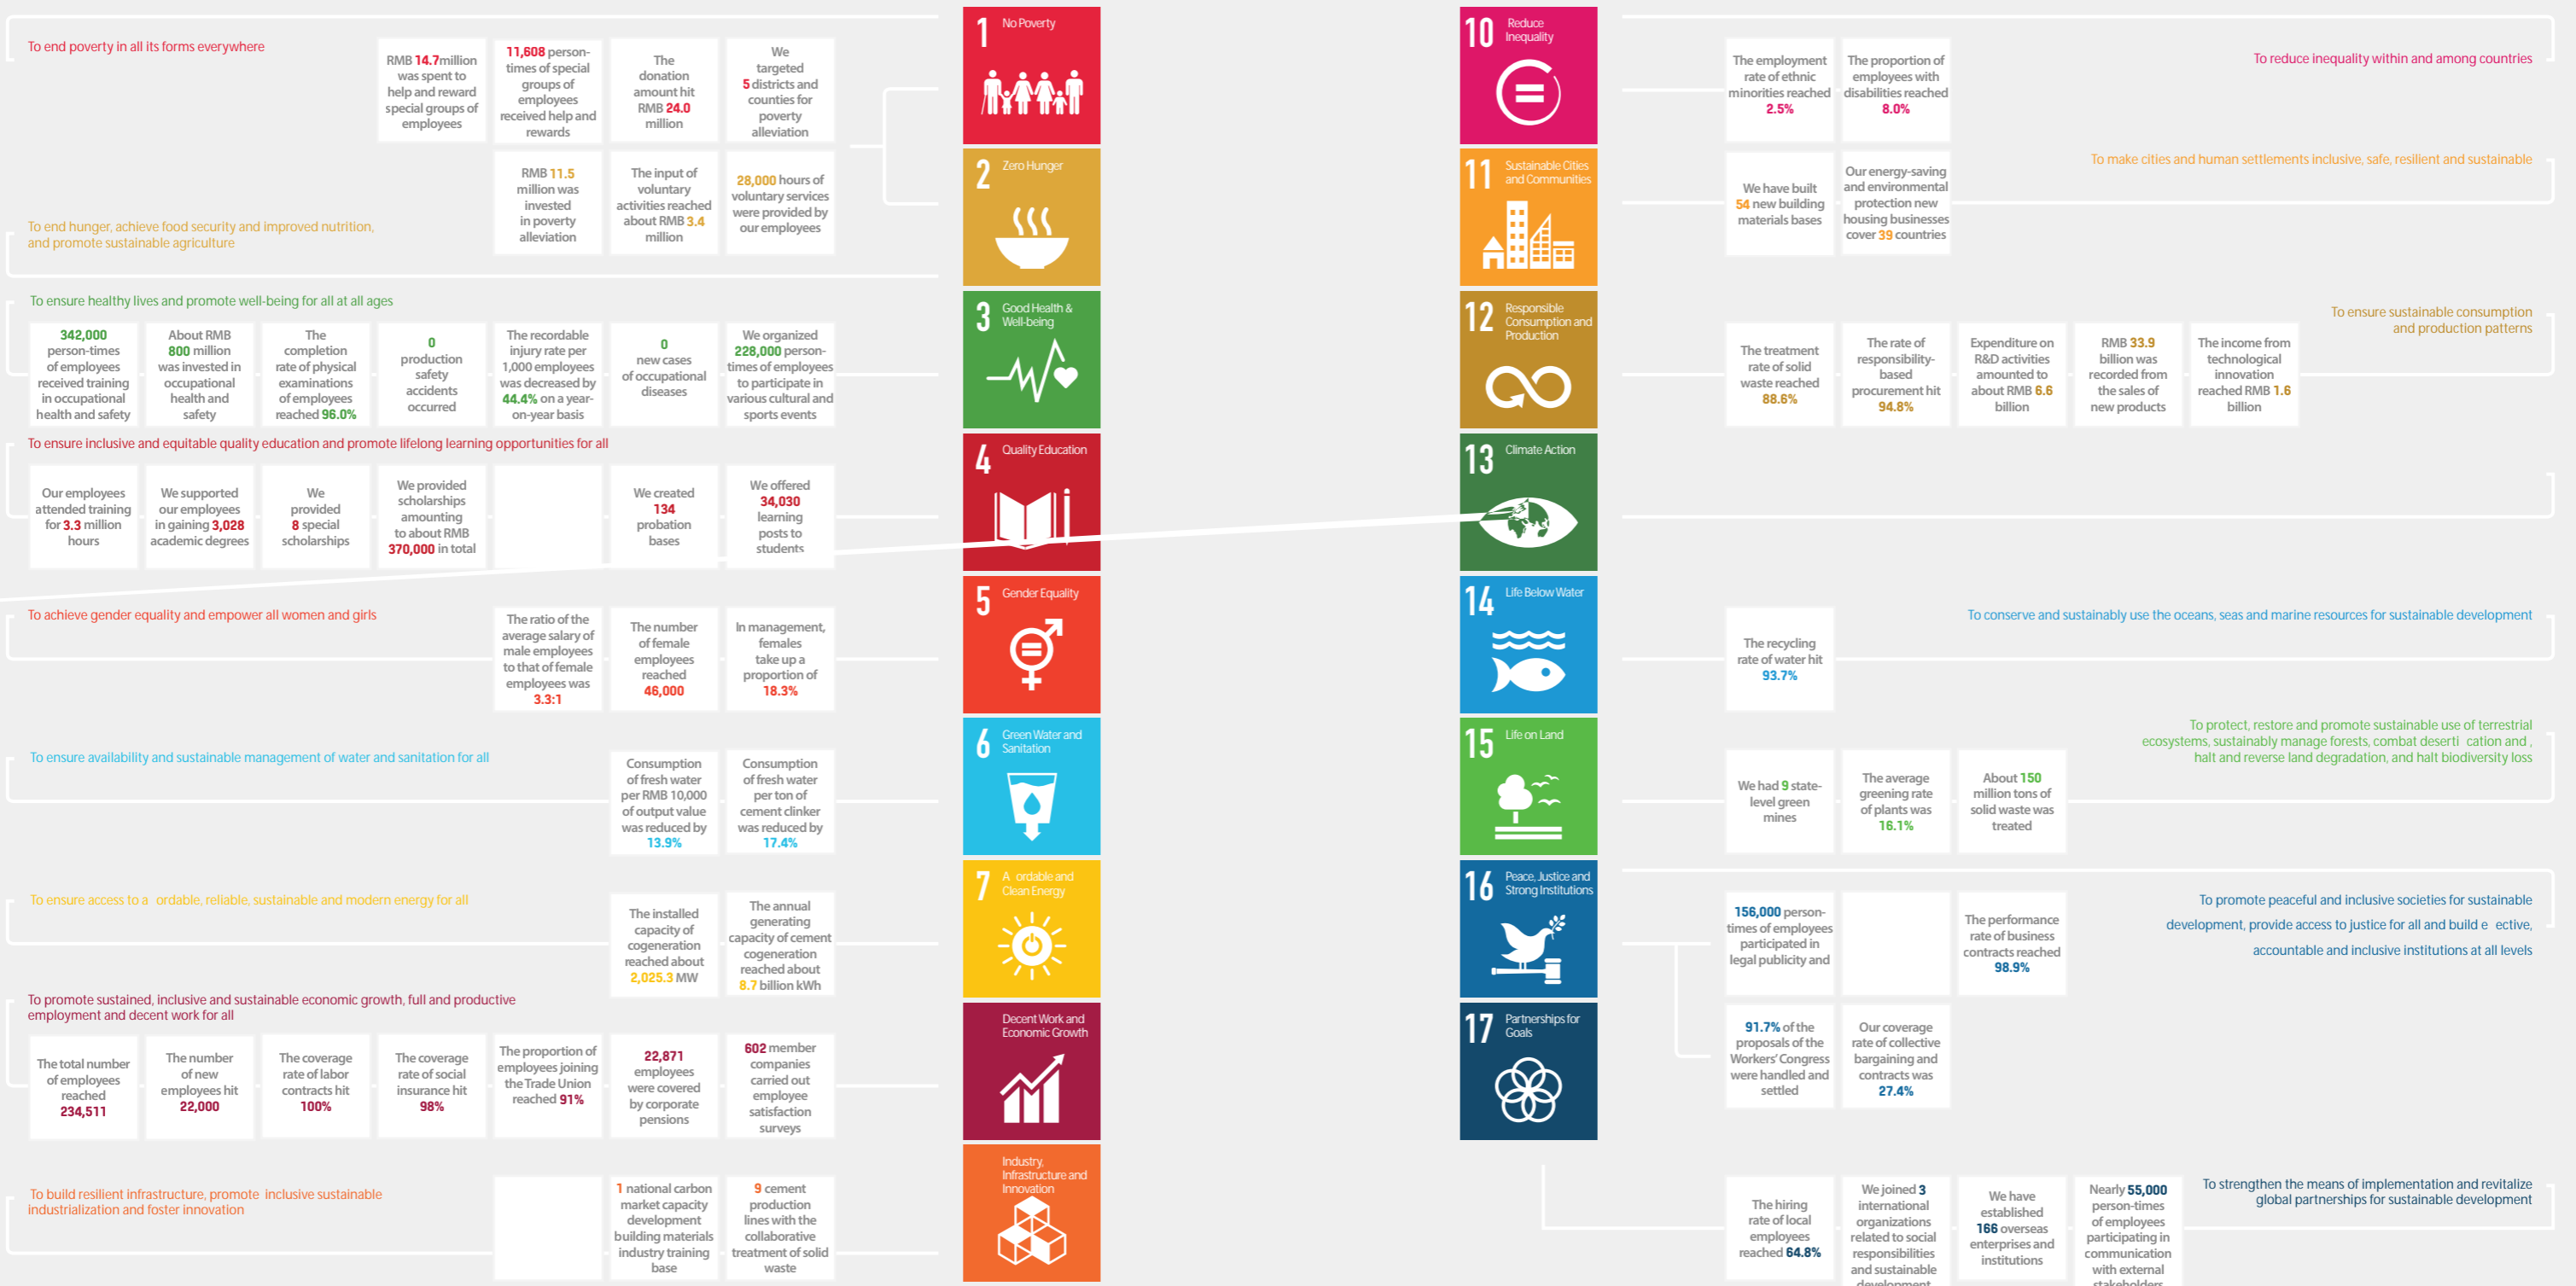 To end poverty in all its forms everywhere
RMB 14.7million
was spent to
help and reward
special groups of
employees
11,608 person-
times of special
groups of
employees
received help and
rewards
The
donation
amount hit
RMB 24.0
million
We
targeted
5 districts and
counties for
poverty
alleviation
1 No Poverty
RMB 11.5
million was
invested
in poverty
alleviation
The input of
voluntary
activities reached
about RMB 3.4
million
28,000 hours of
voluntary services
were provided by
our employees
To end hunger, achieve food security and improved nutrition,
and promote sustainable agriculture
2 Zero Hunger
To ensure healthy lives and promote well-being for all at all ages
342,000
person-times
of employees
received training
in occupational
health and safety
About RMB
800 million
was invested in
occupational
health and
safety
The
completion
rate of physical
examinations
of employees
reached 96.0%
0
production
safety
accidents
occurred
The recordable
injury rate per
1,000 employees
was decreased by
44.4% on a year-
on-year basis
0
new cases
of occupational
diseases
We organized
228,000 person-
times of employees
to participate in
various cultural and
sports events
3 Good Health &
Well-being
To ensure inclusive and equitable quality education and promote lifelong learning opportunities for all
Our employees
attended training
for 3.3 million
hours
We supported
our employees
in gaining 3,028
academic degrees
We
provided
8 special
scholarships
We provided
scholarships
amounting
to about RMB
370,000 in total
We created
134
probation
bases
We offered
34,030
learning
posts to
students
4 Quality Education
To achieve gender equality and empower all women and girls
The ratio of the
average salary of
male employees
to that of female
employees was
3.3:1
The number
of female
employees
reached
46,000
In management,
females
take up a
proportion of
18.3%
5 Gender Equality
To ensure availability and sustainable management of water and sanitation for all
Consumption
of fresh water
per RMB 10,000
of output value
was reduced by
13.9%
Consumption
of fresh water
per ton of
cement clinker
was reduced by
17.4%
6 Green Water and
Sanitation
To ensure access to a ordable, reliable, sustainable and modern energy for all
The installed
capacity of
cogeneration
reached about
2,025.3 MW
The annual
generating
capacity of cement
cogeneration
reached about
8.7 billion kWh
7 A ordable and
Clean Energy
To promote sustained, inclusive and sustainable economic growth, full and productive
employment and decent work for all
The total number
of employees
reached
234,511
The number
of new
employees hit
22,000
The coverage
rate of labor
contracts hit
100%
The coverage
rate of social
insurance hit
98%
The proportion of
employees joining
the Trade Union
reached 91%
22,871
employees
were covered
by corporate
pensions
602 member
companies
carried out
employee
satisfaction
surveys
Decent Work and
Economic Growth
To build resilient infrastructure, promote inclusive sustainable
industrialization and foster innovation
1 national carbon
market capacity
development
building materials
industry training
base
9 cement
production
lines with the
collaborative
treatment of solid
waste
Industry,
Infrastructure and
Innovation
10 Reduce
Inequality
The employment
rate of ethnic
minorities reached
2.5%
The proportion of
employees with
disabilities reached
8.0%
To reduce inequality within and among countries
11 Sustainable Cities
and Communities
We have built
54 new building
materials bases
Our energy-saving
and environmental
protection new
housing businesses
cover 39 countries
To make cities and human settlements inclusive, safe, resilient and sustainable
12 Responsible
Consumption and
Production
The treatment
rate of solid
waste reached
88.6%
The rate of
responsibility-
based
procurement hit
94.8%
Expenditure on
R&D activities
amounted to
about RMB 6.6
billion
RMB 33.9
billion was
recorded from
the sales of
new products
The income from
technological
innovation
reached RMB 1.6
billion
To ensure sustainable consumption
and production patterns
13 Climate Action
14 Life Below Water
The recycling
rate of water hit
93.7%
To conserve and sustainably use the oceans, seas and marine resources for sustainable development
15 Life on Land
We had 9 state-
level green
mines
The average
greening rate
of plants was
16.1%
About 150
million tons of
solid waste was
treated
To protect, restore and promote sustainable use of terrestrial
ecosystems, sustainably manage forests, combat deserti cation and ,
halt and reverse land degradation, and halt biodiversity loss
16 Peace, Justice and
Strong Institutions
156,000 person-
times of employees
participated in
legal publicity and
The performance
rate of business
contracts reached
98.9%
To promote peaceful and inclusive societies for sustainable
development, provide access to justice for all and build e ective,
accountable and inclusive institutions at all levels
91.7% of the
proposals of the
Workers' Congress
were handled and
settled
Our coverage
rate of collective
bargaining and
contracts was
27.4%
17 Partnerships for
Goals
The hiring
rate of local
employees
reached 64.8%
We joined 3
international
organizations
related to social
responsibilities
and sustainable
development
We have
established
166 overseas
enterprises and
institutions
Nearly 55,000
person-times
of employees
participating in
communication
with external
stakeholders
To strengthen the means of implementation and revitalize
global partnerships for sustainable development